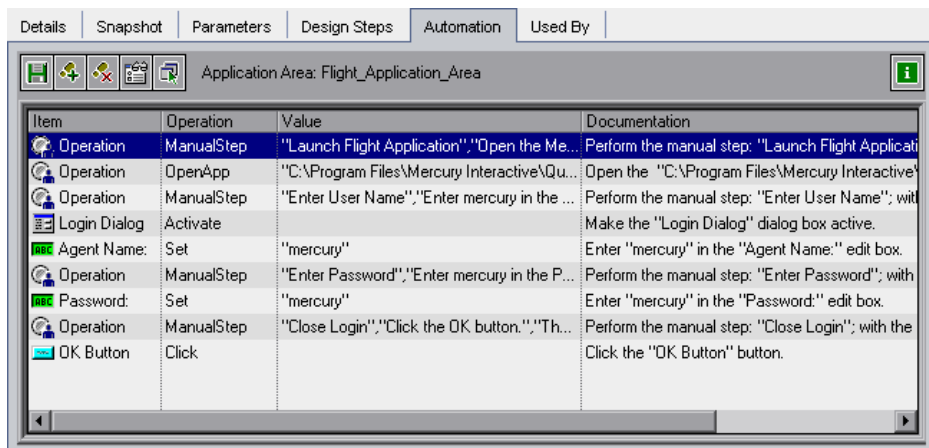 Details Snapshot Parameters Design Steps Automation Used By
Application Area: Flight_Application_Area
Item Operation Value Documentation
Operation ManualStep "Launch Flight Application","Open the Me... Perform the manual step: "Launch Flight Applicati
Operation OpenApp "C:\Program Files\Mercury Interactive\Qu... Open the "C:\Program Files\Mercury Interactive\
Operation ManualStep "Enter User Name","Enter mercury in the ... Perform the manual step: "Enter User Name"; wit
Login Dialog Activate Make the "Login Dialog" dialog box active.
ABC Agent Name: Set "mercury" Enter "mercury" in the "Agent Name:" edit box.
Operation ManualStep "Enter Password","Enter mercury in the P... Perform the manual step: "Enter Password"; with
ABC Password: Set "mercury" Enter "mercury" in the "Password:" edit box.
Operation ManualStep "Close Login","Click the OK button.","Th... Perform the manual step: "Close Login"; with the
OK Button Click Click the "OK Button" button.